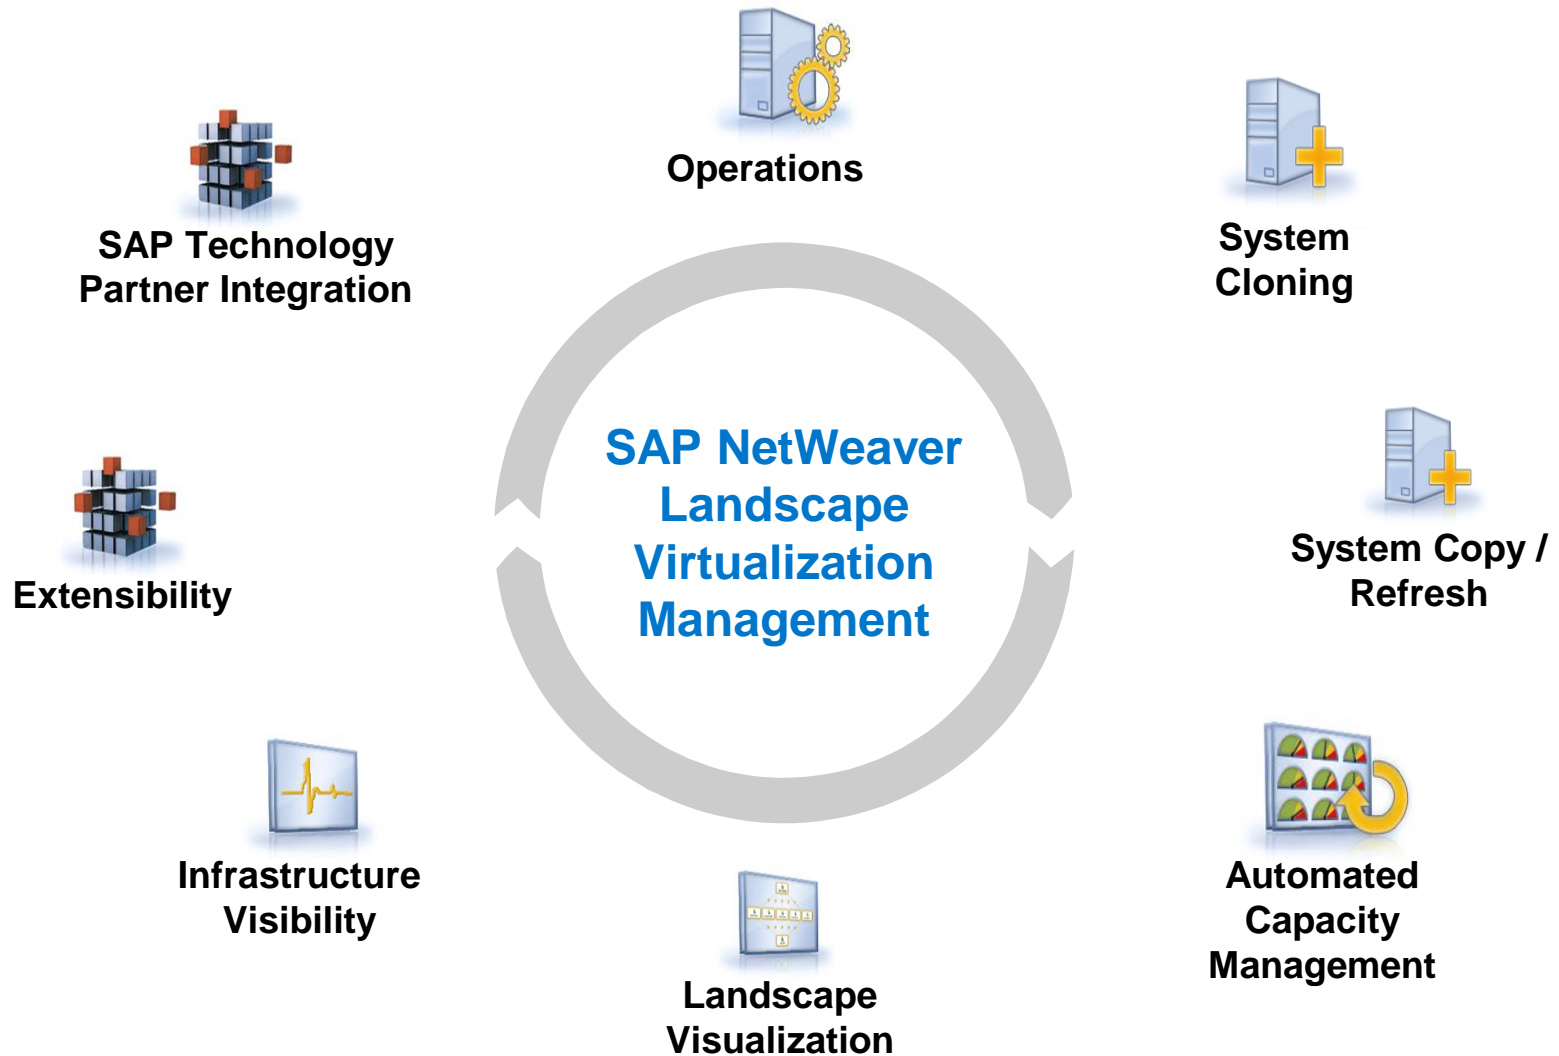 Operations
SAP Technology
Partner Integration
System
Cloning
SAP NetWeaver
Landscape
Virtualization
Management
Extensibility
System Copy /
Refresh
Infrastructure
Visibility
Automated
Capacity
Management
Landscape
Visualization